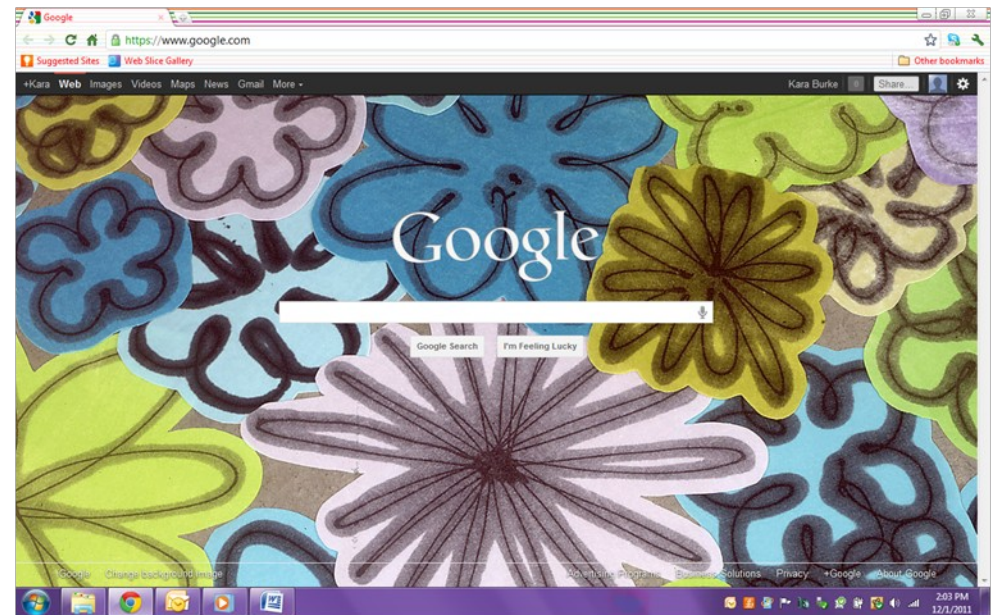 Google
https://www.google.com
Suggested Sites Web Slice Gallery Other bookmarks
+Kara Web Images Videos Maps News Gmail More Kara Burke 0 Share...
Google
Google Search I'm Feeling Lucky
Google Change background image Advertising Programs Business Solutions Privacy +Google About Google
2:03 PM
12/1/2011